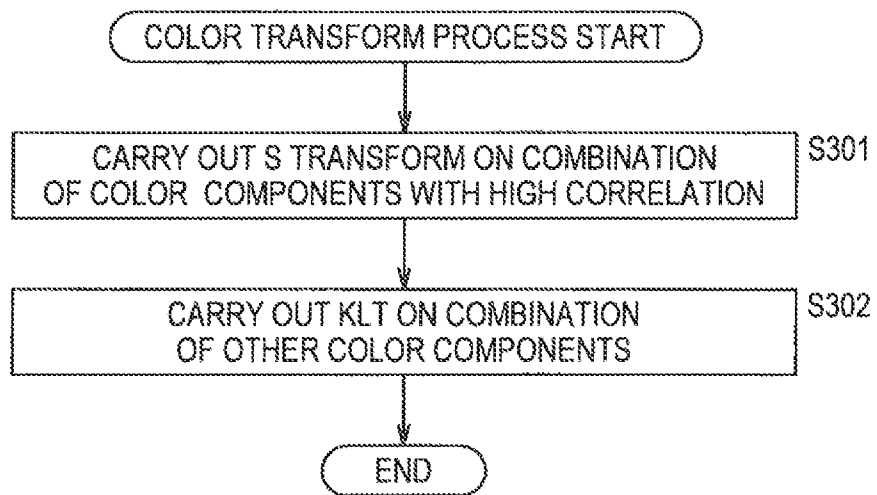 COLOR TRANSFORM PROCESS START
CARRY OUT S TRANSFORM ON COMBINATION
OF COLOR COMPONENTS WITH HIGH CORRELATION
S301
CARRY OUT KLT ON COMBINATION
OF OTHER COLOR COMPONENTS
S302
END